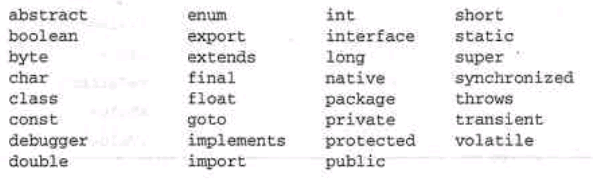 abstract enum int short
boolean export interface static
byte extends long super
char final native synchronized
class float package throws
const goto private transient
debugger implements protected volatile
double import public